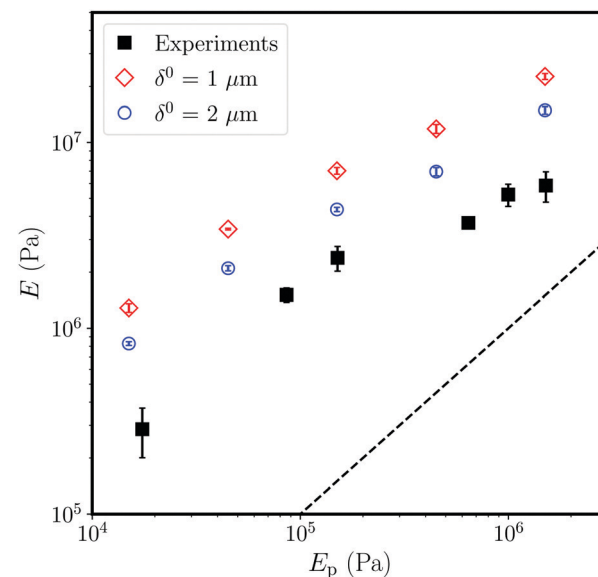 Experiments
δ⁰ = 1 μm
δ⁰ = 2 μm
10⁷
10⁶
10⁵
E (Pa)
10⁴ 10⁵ 10⁶
Eₚ (Pa)